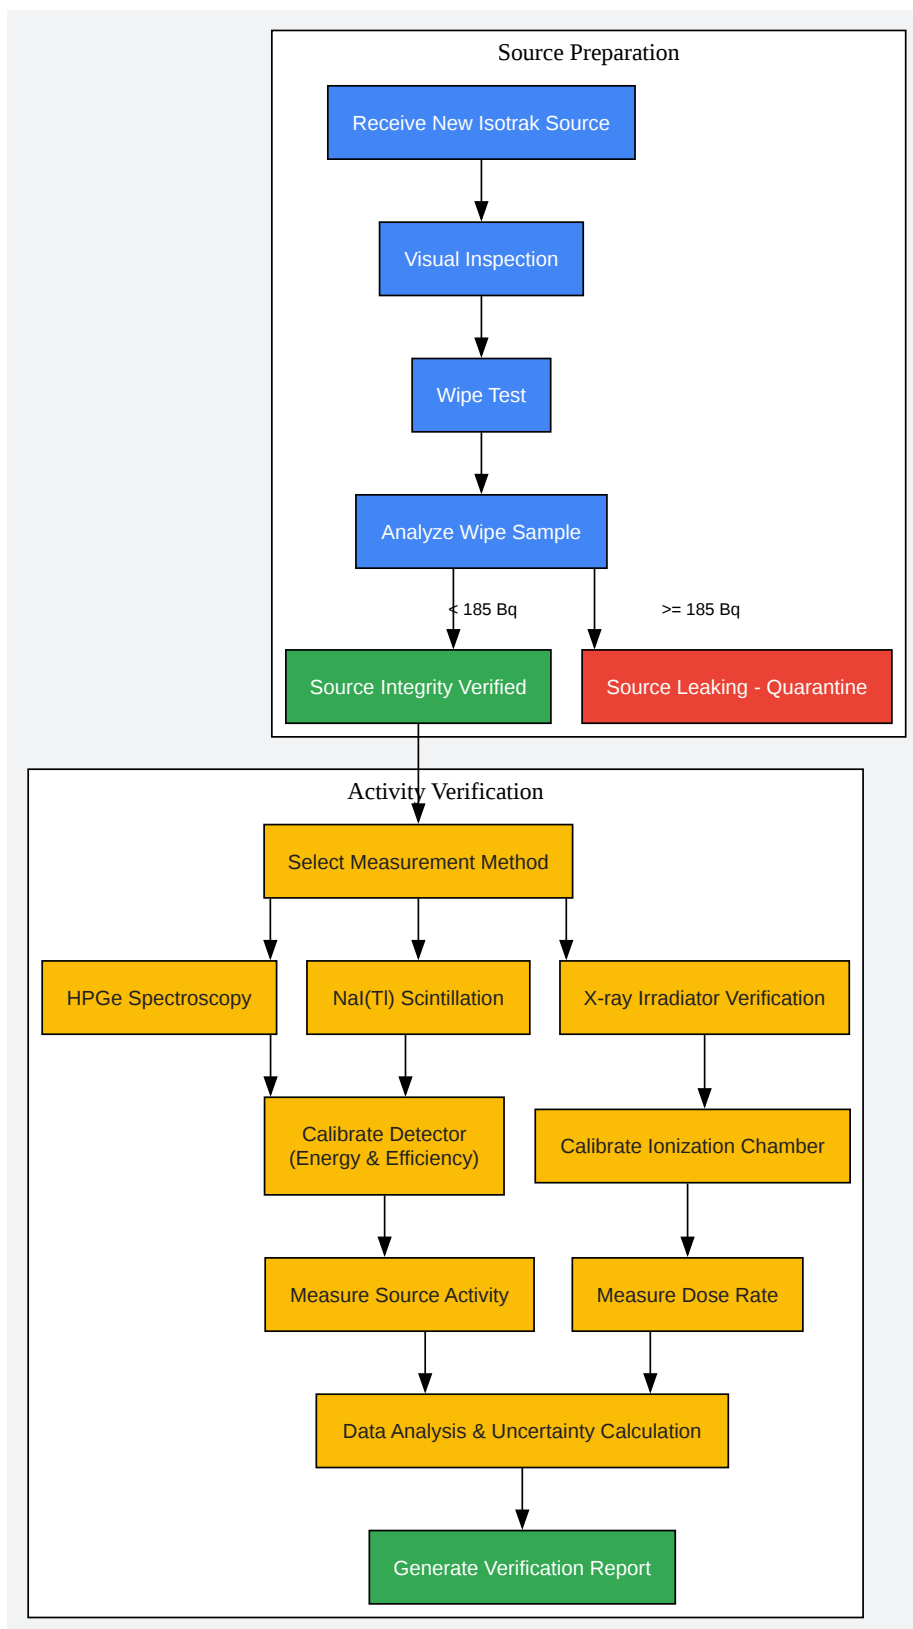 Source Preparation
Receive New Isotrak Source
Visual Inspection
Wipe Test
Analyze Wipe Sample
< 185 Bq
>= 185 Bq
Source Integrity Verified
Source Leaking - Quarantine
Activity Verification
Select Measurement Method
HPGe Spectroscopy
NaI(Tl) Scintillation
X-ray Irradiator Verification
Calibrate Detector
(Energy & Efficiency)
Calibrate Ionization Chamber
Measure Source Activity
Measure Dose Rate
Data Analysis & Uncertainty Calculation
Generate Verification Report